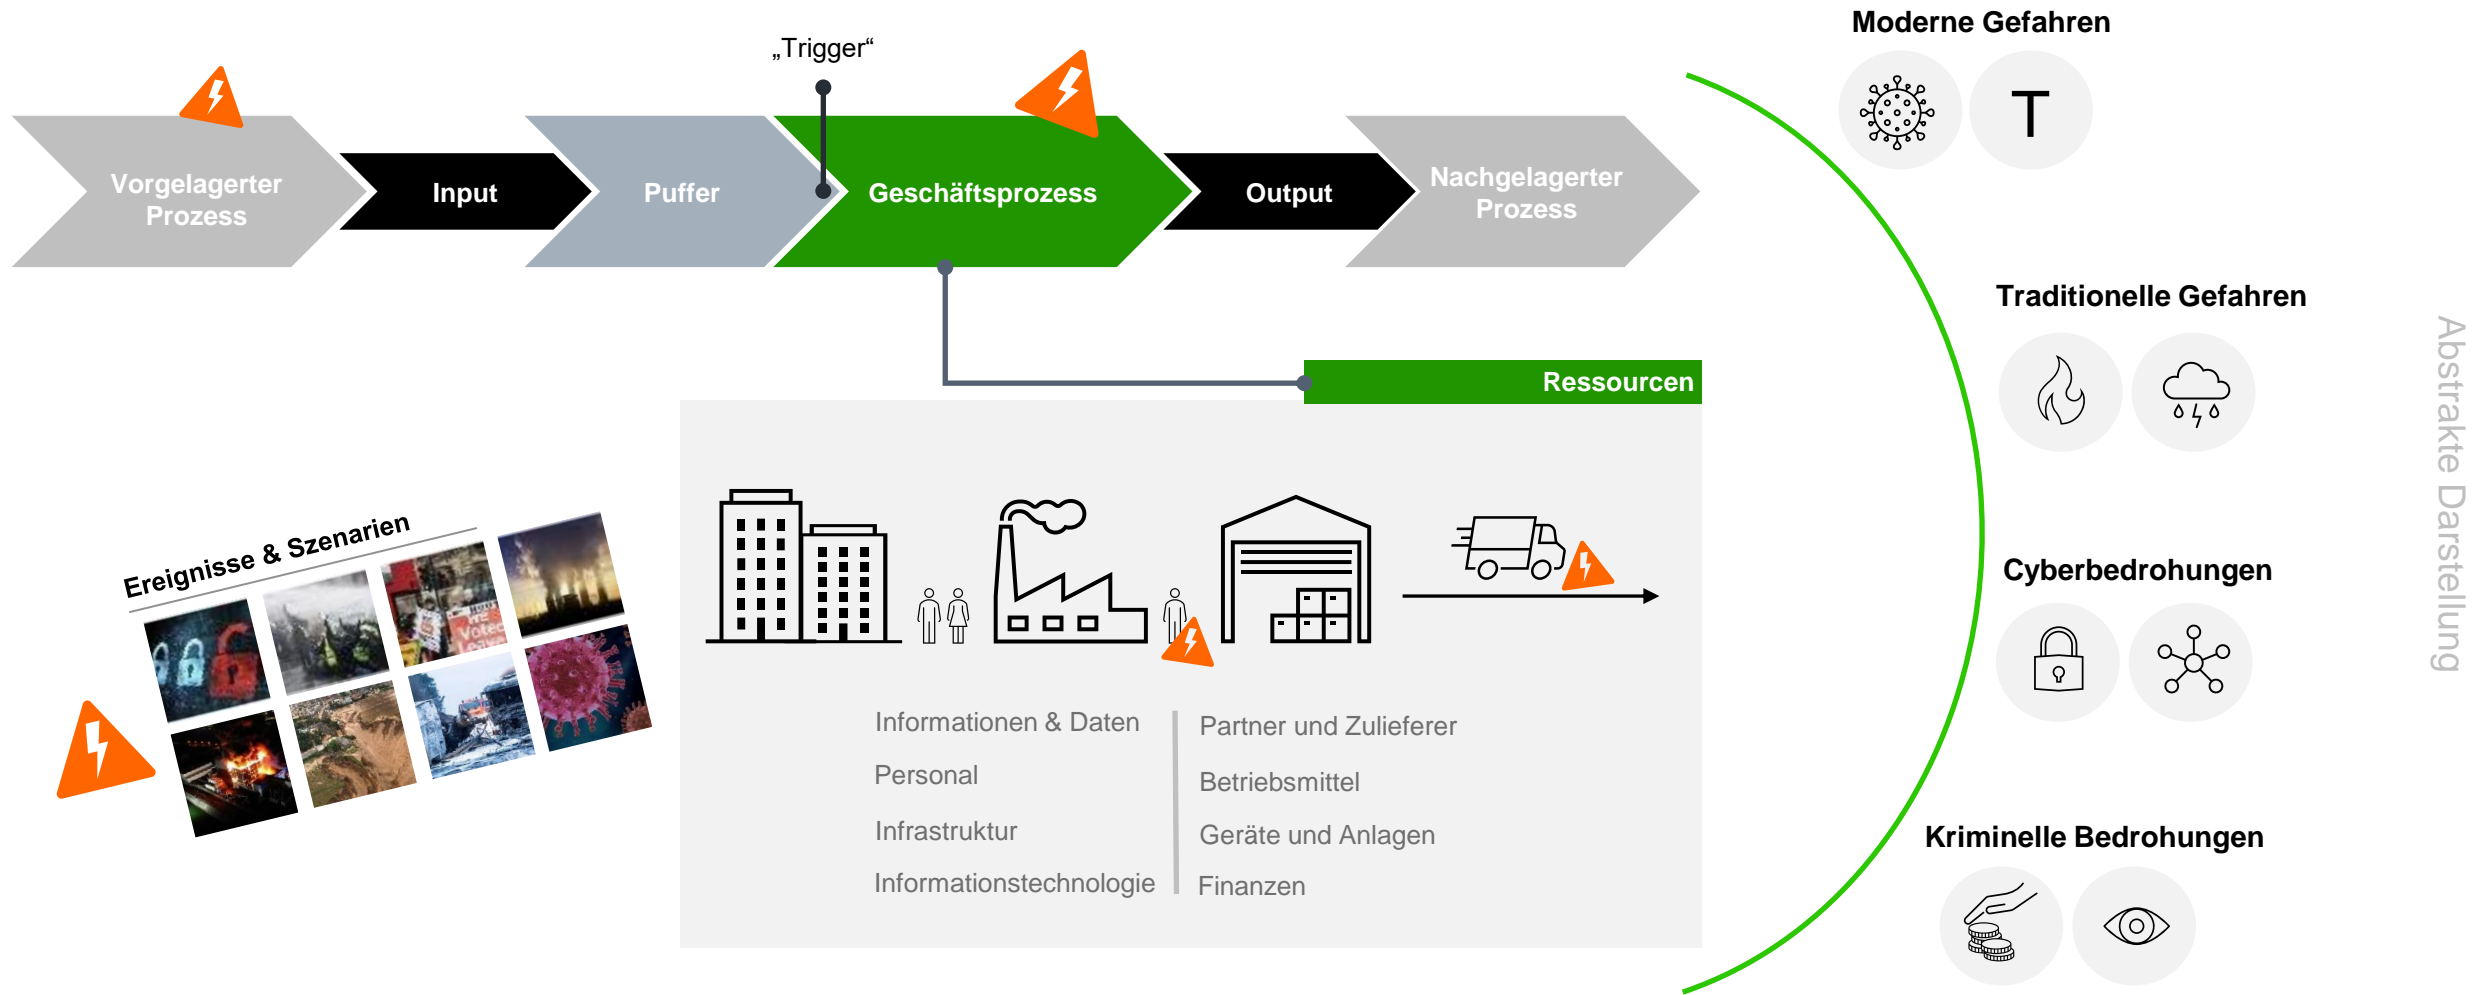 Moderne Gefahren
„Trigger“
T
Vorgelagerter
Prozess
Input
Puffer
Geschäftsprozess
Output
Nachgelagerter
Prozess
Traditionelle Gefahren
Abstrakte Darstellung
Ressourcen
Ereignisse & Szenarien
Cyberbedrohungen
Informationen & Daten
Personal
Infrastruktur
Informationstechnologie
Partner und Zulieferer
Betriebsmittel
Geräte und Anlagen
Finanzen
Kriminelle Bedrohungen